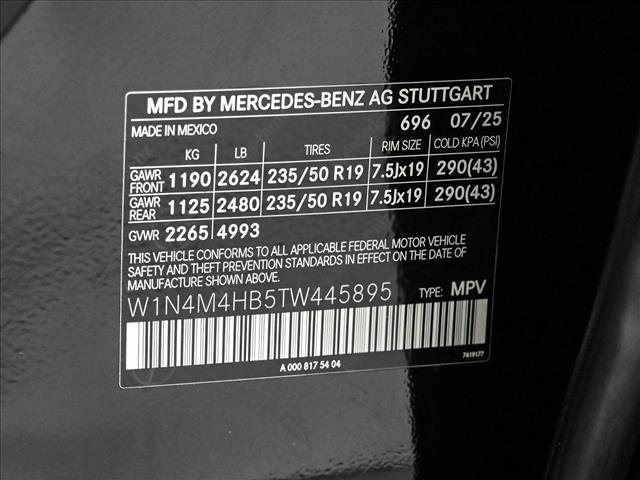 MFD BY MERCEDES-BENZ AG STUTTGART
MADE IN MEXICO 696 07/25
KG LB TIRES RIM SIZE COLD KPA (PSI)
GAWR FRONT 1190 2624 235/50 R19 7.5Jx19 290(43)
GAWR REAR 1125 2480 235/50 R19 7.5Jx19 290(43)
GVWR 2265 4993
THIS VEHICLE CONFORMS TO ALL APPLICABLE FEDERAL MOTOR VEHICLE
SAFETY AND THEFT PREVENTION STANDARDS IN EFFECT ON THE DATE
OF MANUFACTURE SHOWN ABOVE.
W1N4M4HB5TW445895 TYPE: MPV
A 000 817 54 04 7419177